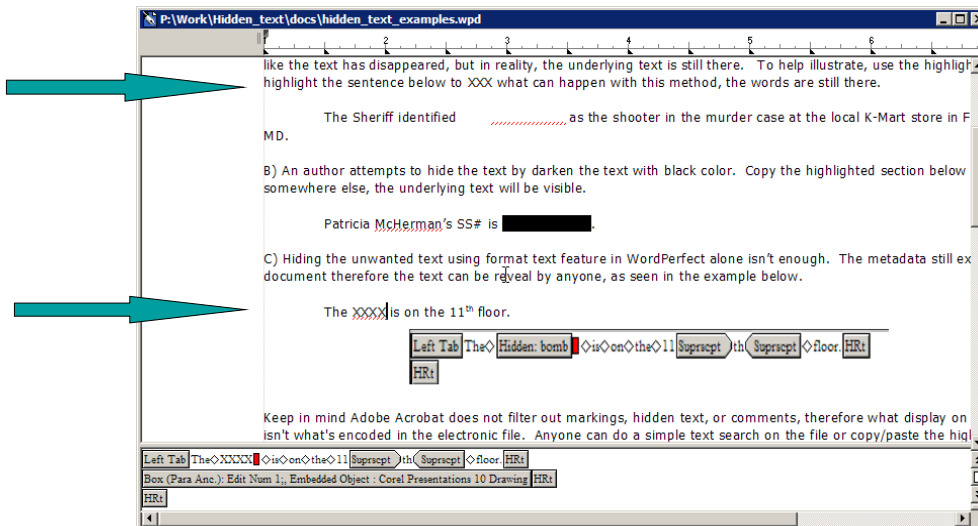 P:\Work\Hidden_text\docs\hidden_text_examples.wpd
1 2 3 4 5 6
like the text has disappeared, but in reality, the underlying text is still there. To help illustrate, use the highligh
highlight the sentence below to XXX what can happen with this method, the words are still there.
The Sheriff identified , as the shooter in the murder case at the local K-Mart store in F
MD.
B) An author attempts to hide the text by darken the text with black color. Copy the highlighted section below
somewhere else, the underlying text will be visible.
Patricia McHerman's SS# is .
C) Hiding the unwanted text using format text feature in WordPerfect alone isn't enough. The metadata still ex
document therefore the text can be reveal by anyone, as seen in the example below.
The XXXX is on the 11th floor.
Left Tab The◇ Hidden: bomb ◇is◇on◇the◇11 Suprscpt th Suprscpt ◇floor. HRt
HRt
Keep in mind Adobe Acrobat does not filter out markings, hidden text, or comments, therefore what display on
isn't what's encoded in the electronic file. Anyone can do a simple text search on the file or copy/paste the high
Left Tab The◇XXXX ◇is◇on◇the◇11 Suprscpt th Suprscpt ◇floor. HRt
Box (Para Anc.): Edit Num 1;, Embedded Object : Corel Presentations 10 Drawing HRt
HRt